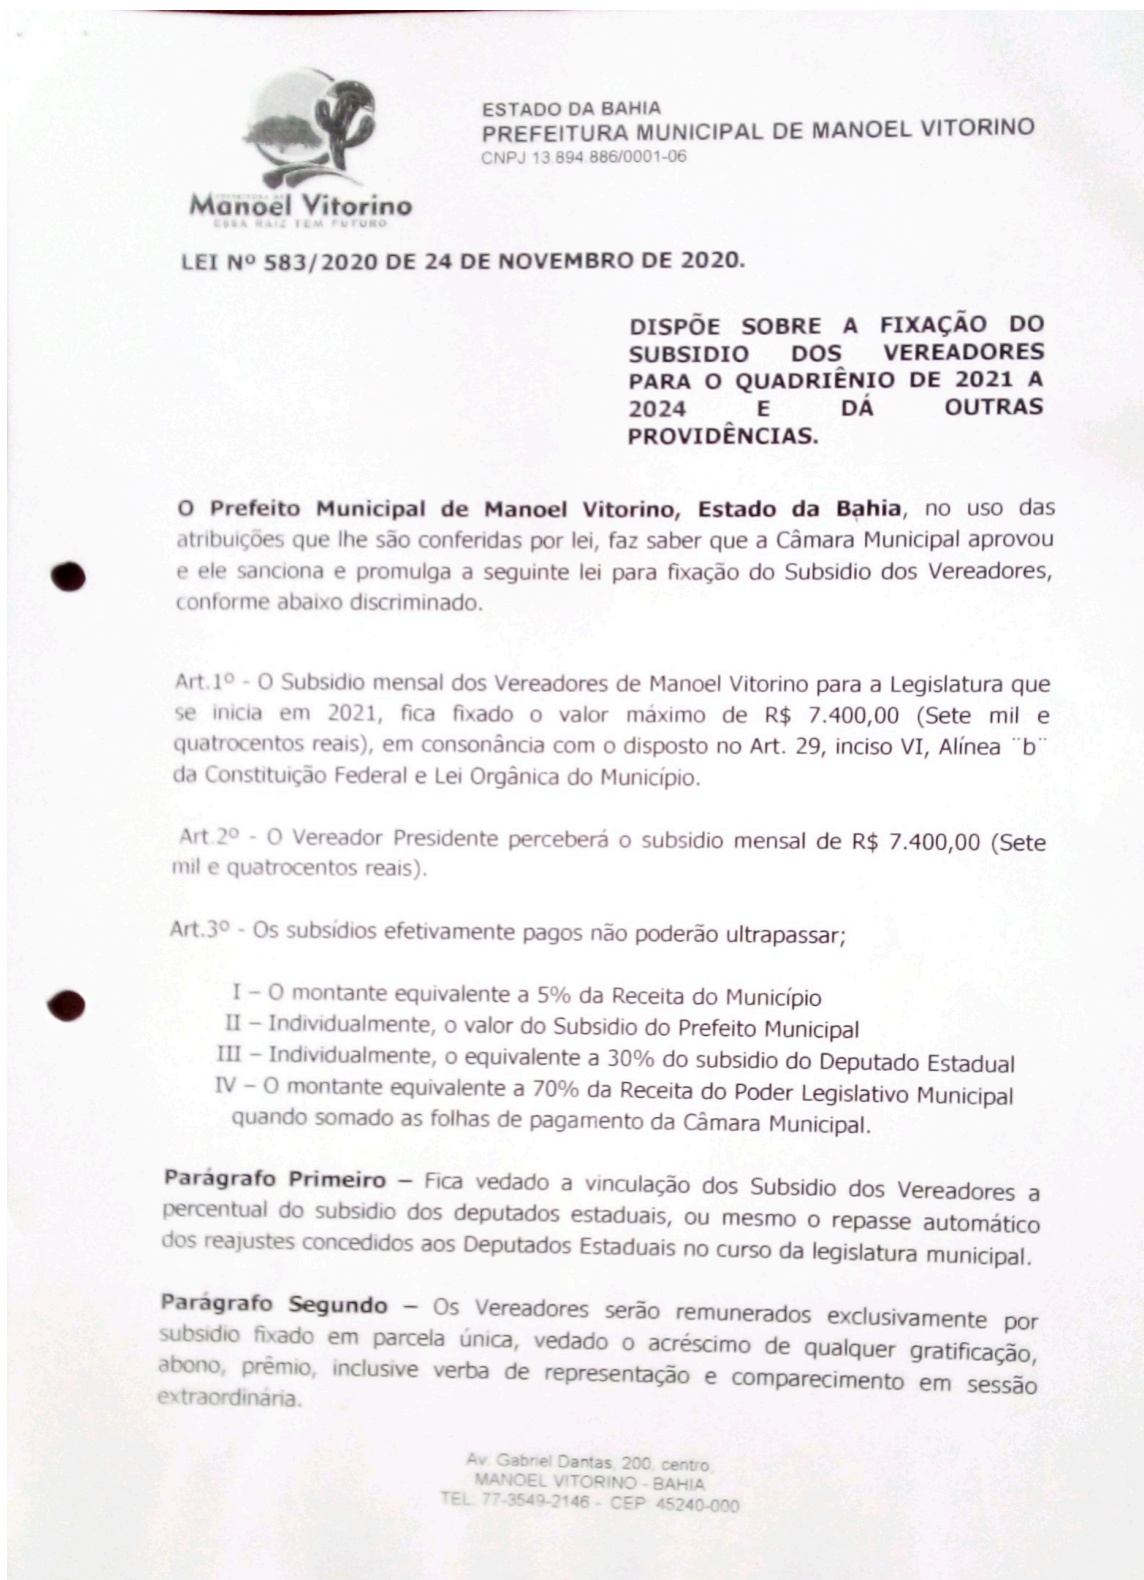 ESTADO DA BAHIA
PREFEITURA MUNICIPAL DE MANOEL VITORINO
CNPJ 13.894.886/0001-06
Manoel Vitorino
ESSA RAIZ TEM FUTURO
LEI Nº 583/2020 DE 24 DE NOVEMBRO DE 2020.
DISPÕE SOBRE A FIXAÇÃO DO
SUBSIDIO DOS VEREADORES
PARA O QUADRIÊNIO DE 2021 A
2024 E DÁ OUTRAS
PROVIDÊNCIAS.
O Prefeito Municipal de Manoel Vitorino, Estado da Bahia, no uso das
atribuições que lhe são conferidas por lei, faz saber que a Câmara Municipal aprovou
e ele sanciona e promulga a seguinte lei para fixação do Subsidio dos Vereadores,
conforme abaixo discriminado.
Art.1º - O Subsidio mensal dos Vereadores de Manoel Vitorino para a Legislatura que
se inicia em 2021, fica fixado o valor máximo de R$ 7.400,00 (Sete mil e
quatrocentos reais), em consonância com o disposto no Art. 29, inciso VI, Alínea ¨b¨
da Constituição Federal e Lei Orgânica do Município.
Art.2º - O Vereador Presidente perceberá o subsidio mensal de R$ 7.400,00 (Sete
mil e quatrocentos reais).
Art.3º - Os subsídios efetivamente pagos não poderão ultrapassar;
I – O montante equivalente a 5% da Receita do Município
II – Individualmente, o valor do Subsidio do Prefeito Municipal
III – Individualmente, o equivalente a 30% do subsidio do Deputado Estadual
IV – O montante equivalente a 70% da Receita do Poder Legislativo Municipal
quando somado as folhas de pagamento da Câmara Municipal.
Parágrafo Primeiro – Fica vedado a vinculação dos Subsidio dos Vereadores a
percentual do subsidio dos deputados estaduais, ou mesmo o repasse automático
dos reajustes concedidos aos Deputados Estaduais no curso da legislatura municipal.
Parágrafo Segundo – Os Vereadores serão remunerados exclusivamente por
subsidio fixado em parcela única, vedado o acréscimo de qualquer gratificação,
abono, prêmio, inclusive verba de representação e comparecimento em sessão
extraordinária.
Av. Gabriel Dantas, 200, centro,
MANOEL VITORINO - BAHIA
TEL: 77-3549-2146 - CEP: 45240-000